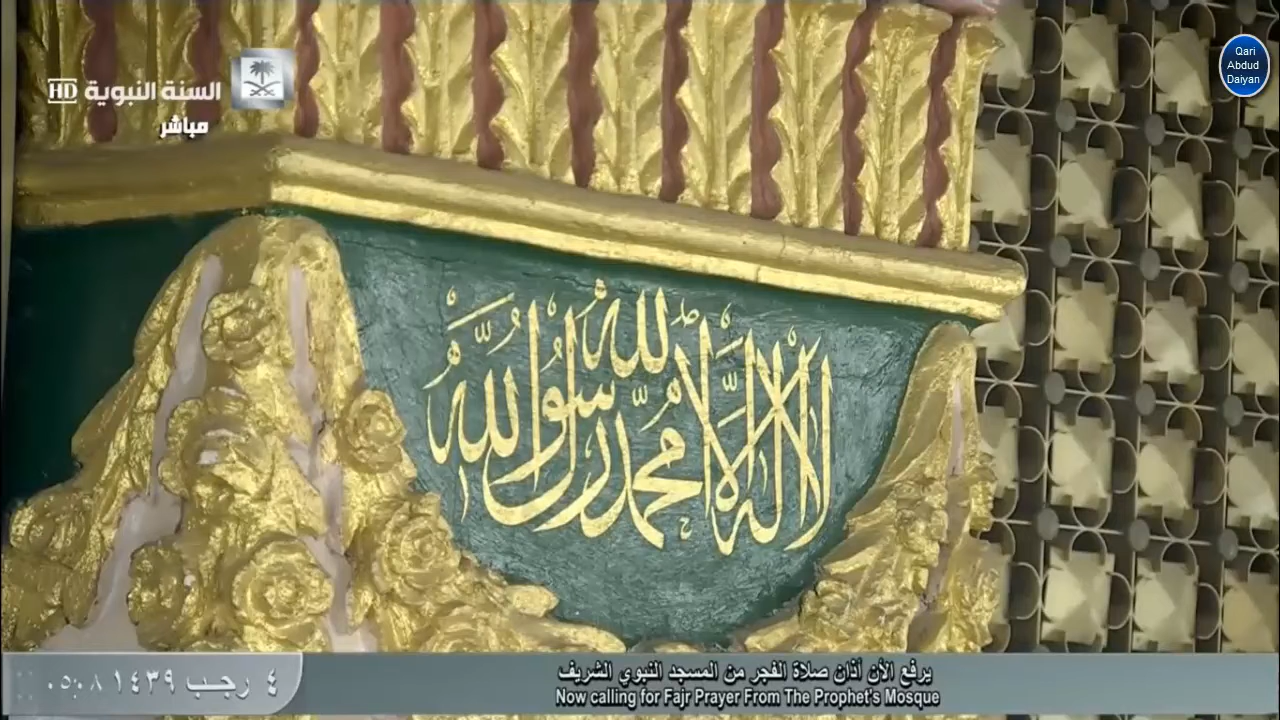 السنة النبوية HD
مباشر
Qari
Abdud
Daiyan
لا إله إلا الله محمد رسول الله
يرفع الأن أذان صلاة الفجر من المسجد النبوي الشريف
Now calling for Fajr Prayer From The Prophet's Mosque
٤ رجب ١٤٣٩ ٠٥:٠٨